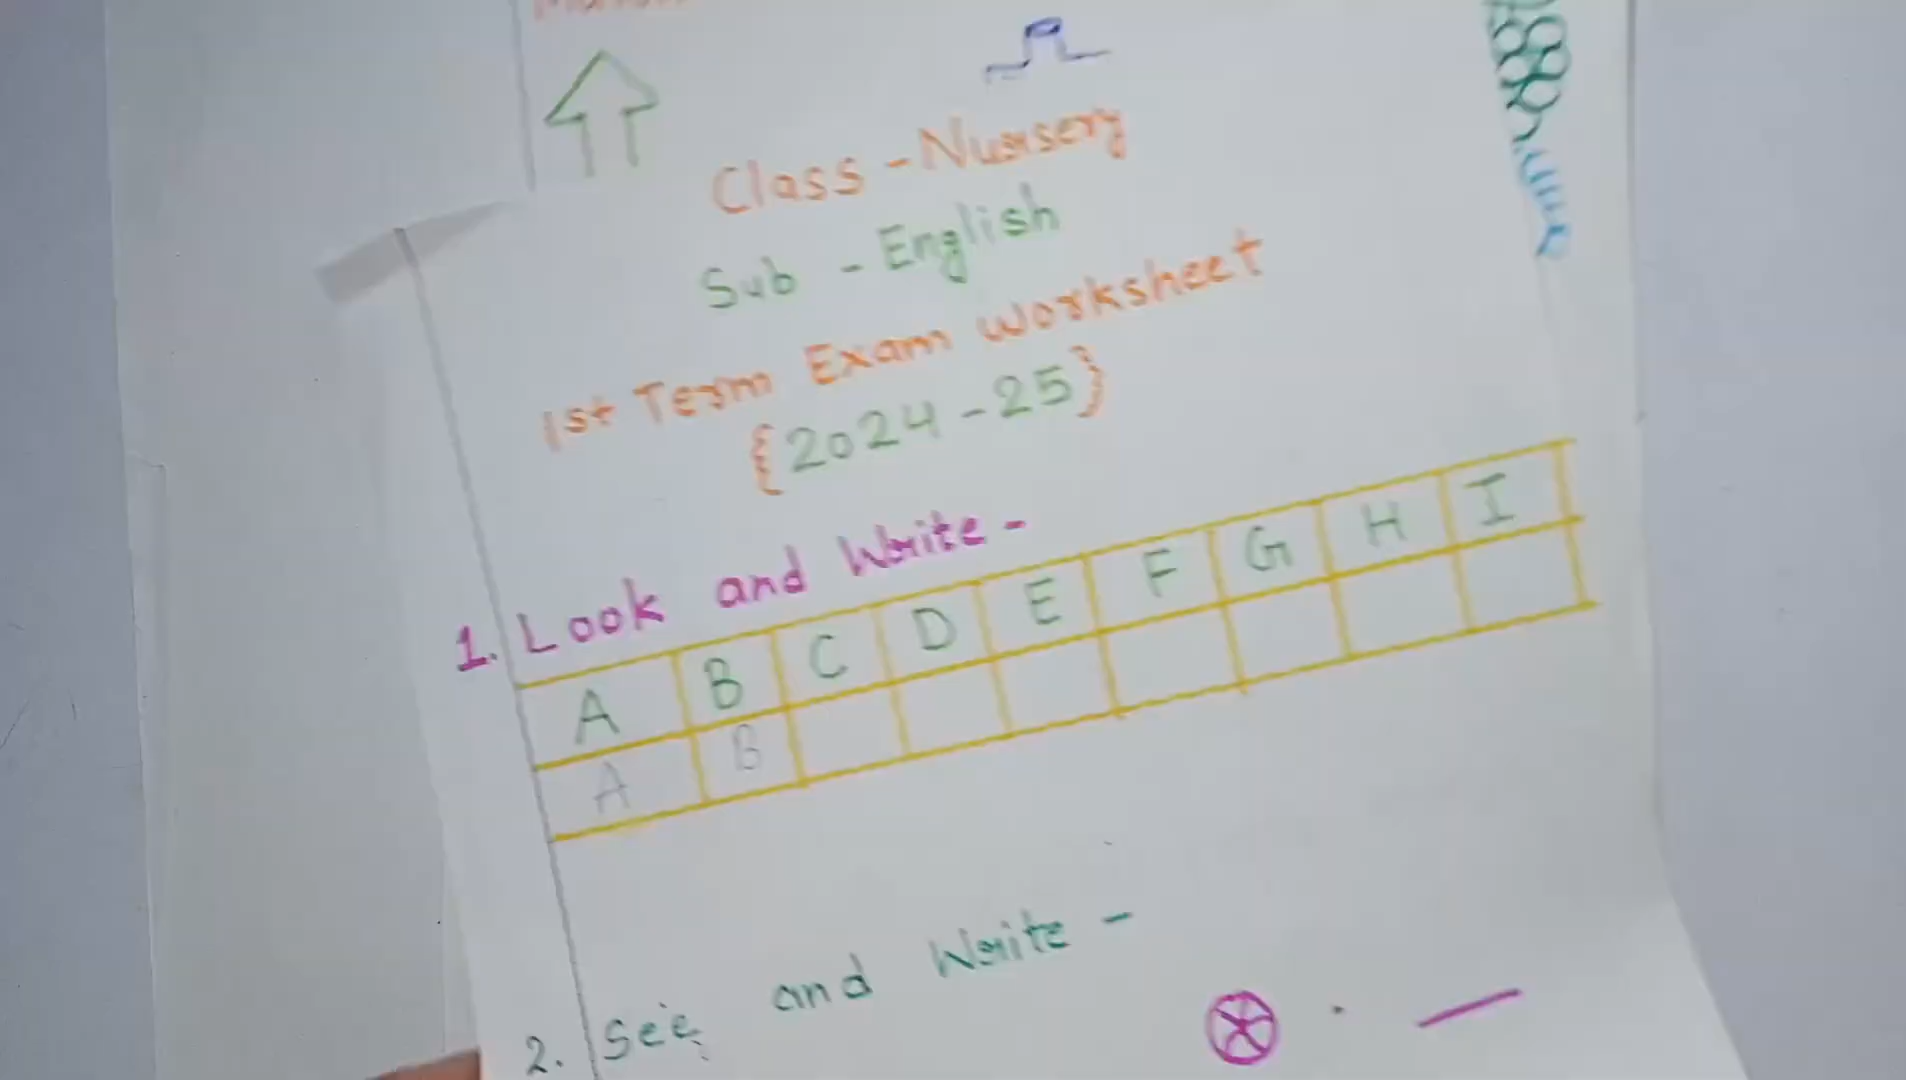 Class - Nursery
Sub - English
1st Term Exam Worksheet
{2024-25}
1. Look and Write -
A B C D E F G H I
A B
2. See and Write -